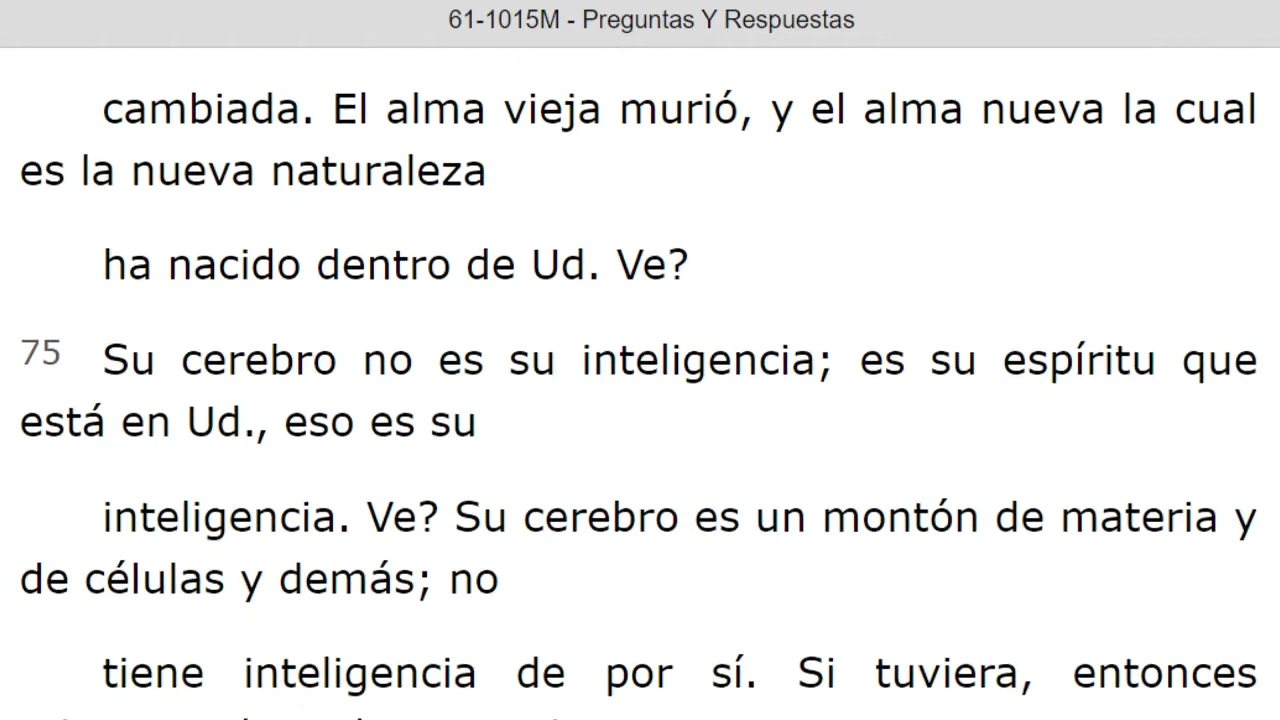 61-1015M - Preguntas Y Respuestas
cambiada. El alma vieja murió, y el alma nueva la cual
es la nueva naturaleza
ha nacido dentro de Ud. Ve?
75 Su cerebro no es su inteligencia; es su espíritu que
está en Ud., eso es su
inteligencia. Ve? Su cerebro es un montón de materia y
de células y demás; no
tiene inteligencia de por sí. Si tuviera, entonces